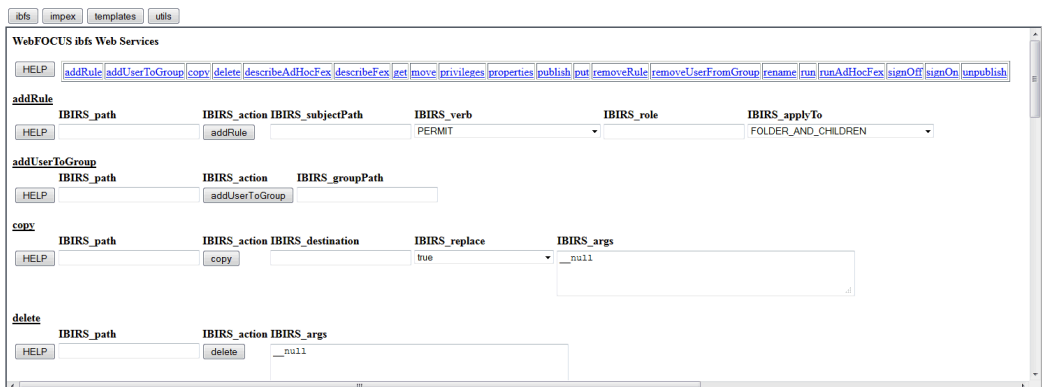 ibfs impex templates utils
WebFOCUS ibfs Web Services
HELP addRule addUserToGroup copy delete describeAdHocFex describeFex get move privileges properties publish put removeRule removeUserFromGroup rename run runAdHocFex signOff signOn unpublish
addRule
IBIRS_path IBIRS_action IBIRS_subjectPath IBIRS_verb IBIRS_role IBIRS_applyTo
HELP addRule PERMIT FOLDER_AND_CHILDREN
addUserToGroup
IBIRS_path IBIRS_action IBIRS_groupPath
HELP addUserToGroup
copy
IBIRS_path IBIRS_action IBIRS_destination IBIRS_replace IBIRS_args
HELP copy true __null
delete
IBIRS_path IBIRS_action IBIRS_args
HELP delete __null